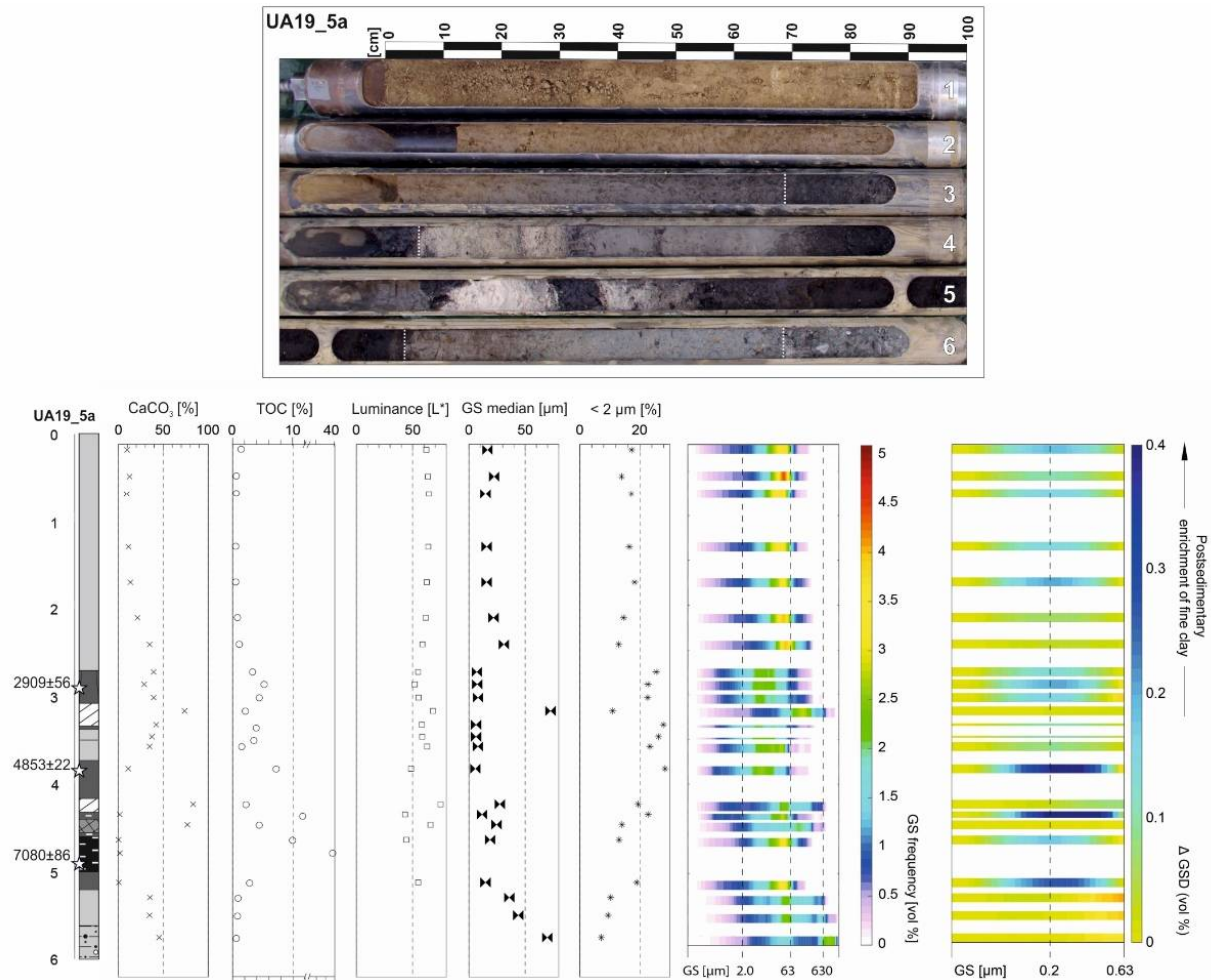 UA19_5a
[cm]
0 10 20 30 40 50 60 70 80 90 100
1
2
3
4
5
6
UA19_5a
CaCO₃ [%]
TOC [%]
Luminance [L*]
GS median [µm]
< 2 µm [%]
0 50 100
0 10 40
0 50
0 50
0 20
0
1
2
2909±56
3
4853±22
4
7080±86
5
6
GS [µm] 2.0 63 630
5
4.5
4
3.5
3
2.5
2
1.5
1
0.5
0
GS frequency [vol %]
GS [µm] 0.2 0.63
0.4
0.3
0.2
0.1
0
Postsedimentary
enrichment of fine clay
Δ GSD (vol %)